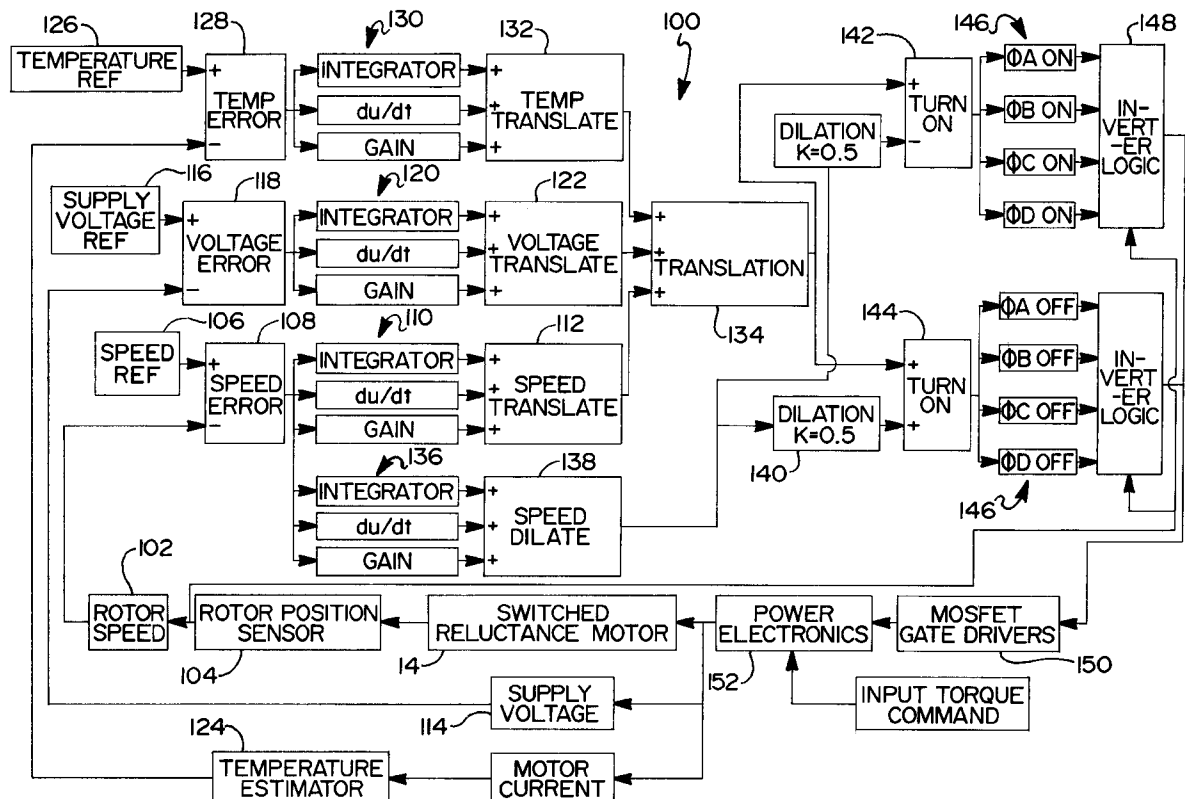 126
128
130
132
100
146
142
148
TEMPERATURE
REF
+
TEMP
ERROR
−
INTEGRATOR
du/dt
GAIN
+
+
+
TEMP
TRANSLATE
DILATION
K=0.5
+
TURN
ON
−
ΦA ON
ΦB ON
ΦC ON
ΦD ON
IN-
VERT
-ER
LOGIC
116
118
120
122
SUPPLY
VOLTAGE
REF
+
VOLTAGE
ERROR
−
INTEGRATOR
du/dt
GAIN
+
+
+
VOLTAGE
TRANSLATE
+
+
+
TRANSLATION
134
106
108
110
112
144
SPEED
REF
+
SPEED
ERROR
−
INTEGRATOR
du/dt
GAIN
+
+
+
SPEED
TRANSLATE
DILATION
K=0.5
140
+
TURN
ON
+
ΦA OFF
ΦB OFF
ΦC OFF
ΦD OFF
146
IN-
VERT
-ER
LOGIC
136
138
INTEGRATOR
du/dt
GAIN
+
+
+
SPEED
DILATE
102
ROTOR
SPEED
ROTOR POSITION
SENSOR
104
SWITCHED
RELUCTANCE MOTOR
14
POWER
ELECTRONICS
152
MOSFET
GATE DRIVERS
150
SUPPLY
VOLTAGE
114
INPUT TORQUE
COMMAND
124
TEMPERATURE
ESTIMATOR
MOTOR
CURRENT